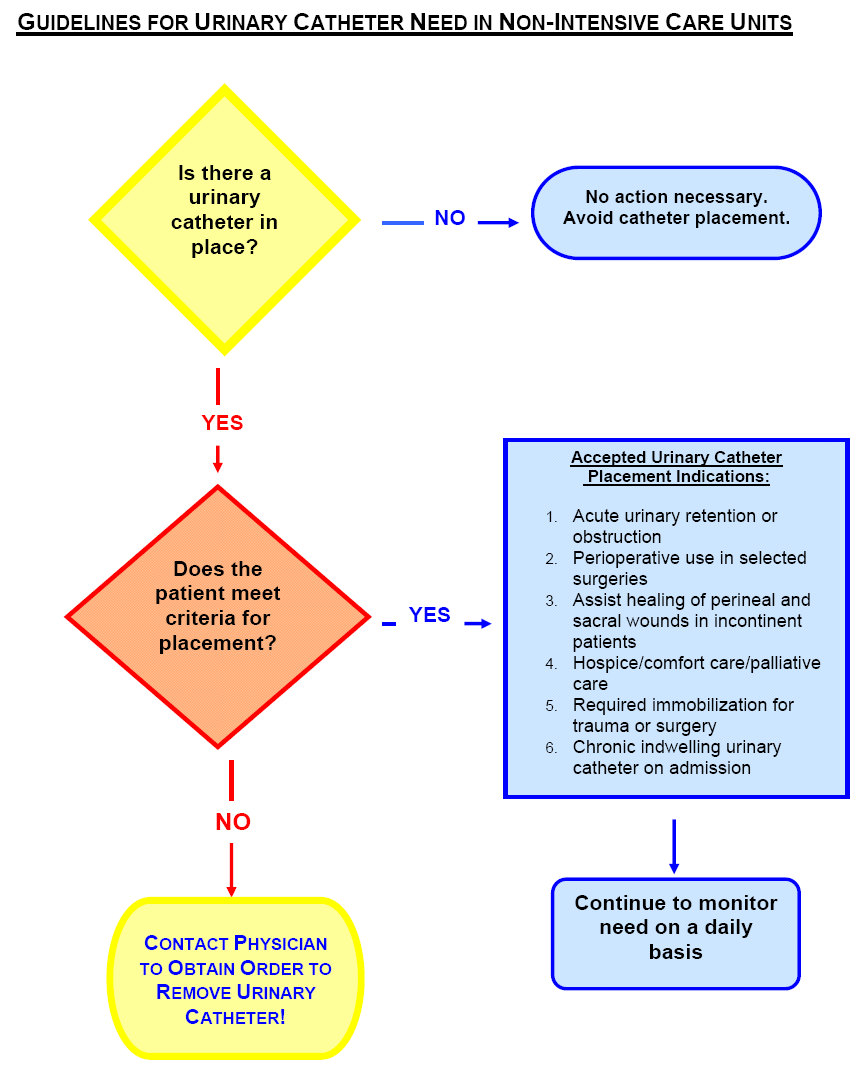 GUIDELINES FOR URINARY CATHETER NEED IN NON-INTENSIVE CARE UNITS
Is there a
urinary
catheter in
place?
NO
No action necessary.
Avoid catheter placement.
YES
Does the
patient meet
criteria for
placement?
YES
Accepted Urinary Catheter
Placement Indications:
1. Acute urinary retention or
obstruction
2. Perioperative use in selected
surgeries
3. Assist healing of perineal and
sacral wounds in incontinent
patients
4. Hospice/comfort care/palliative
care
5. Required immobilization for
trauma or surgery
6. Chronic indwelling urinary
catheter on admission
NO
CONTACT PHYSICIAN
TO OBTAIN ORDER TO
REMOVE URINARY
CATHETER!
Continue to monitor
need on a daily
basis